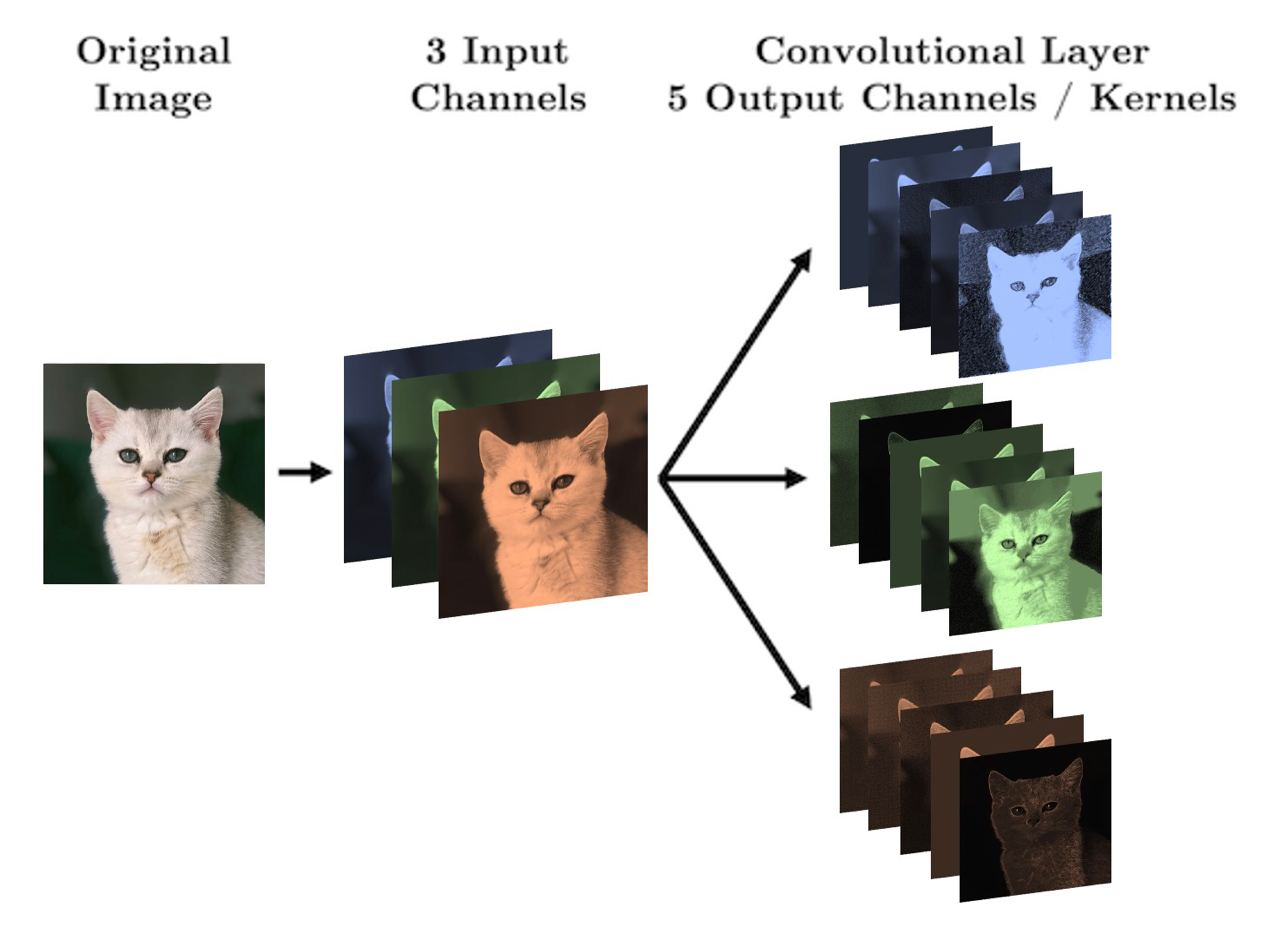 Original
Image
3 Input
Channels
Convolutional Layer
5 Output Channels / Kernels